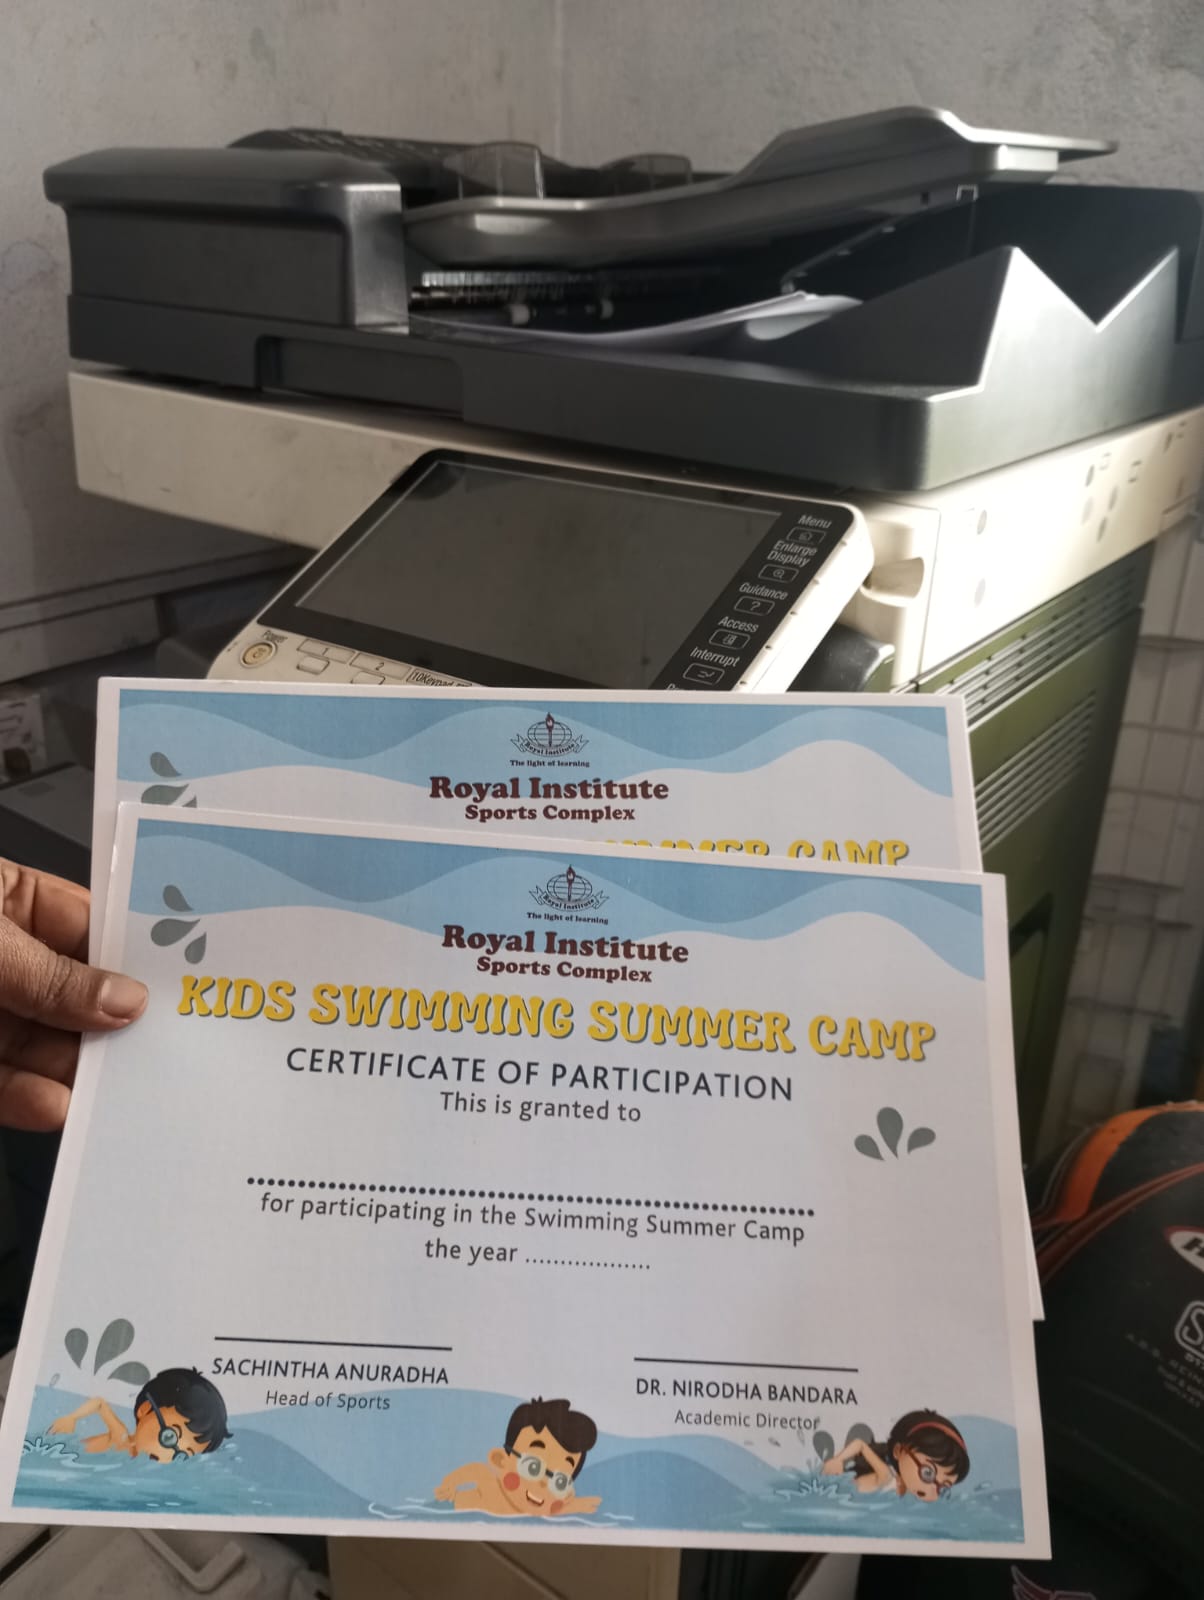 Menu
Enlarge
Display
Guidance
Access
Interrupt
Power
1
2
10Keypad
Royal Institute
The light of learning
Royal Institute
Sports Complex
SUMMER CAMP
Royal Institute
The light of learning
Royal Institute
Sports Complex
KIDS SWIMMING SUMMER CAMP
CERTIFICATE OF PARTICIPATION
This is granted to
for participating in the Swimming Summer Camp
the year ..................
SACHINTHA ANURADHA
Head of Sports
DR. NIRODHA BANDARA
Academic Director